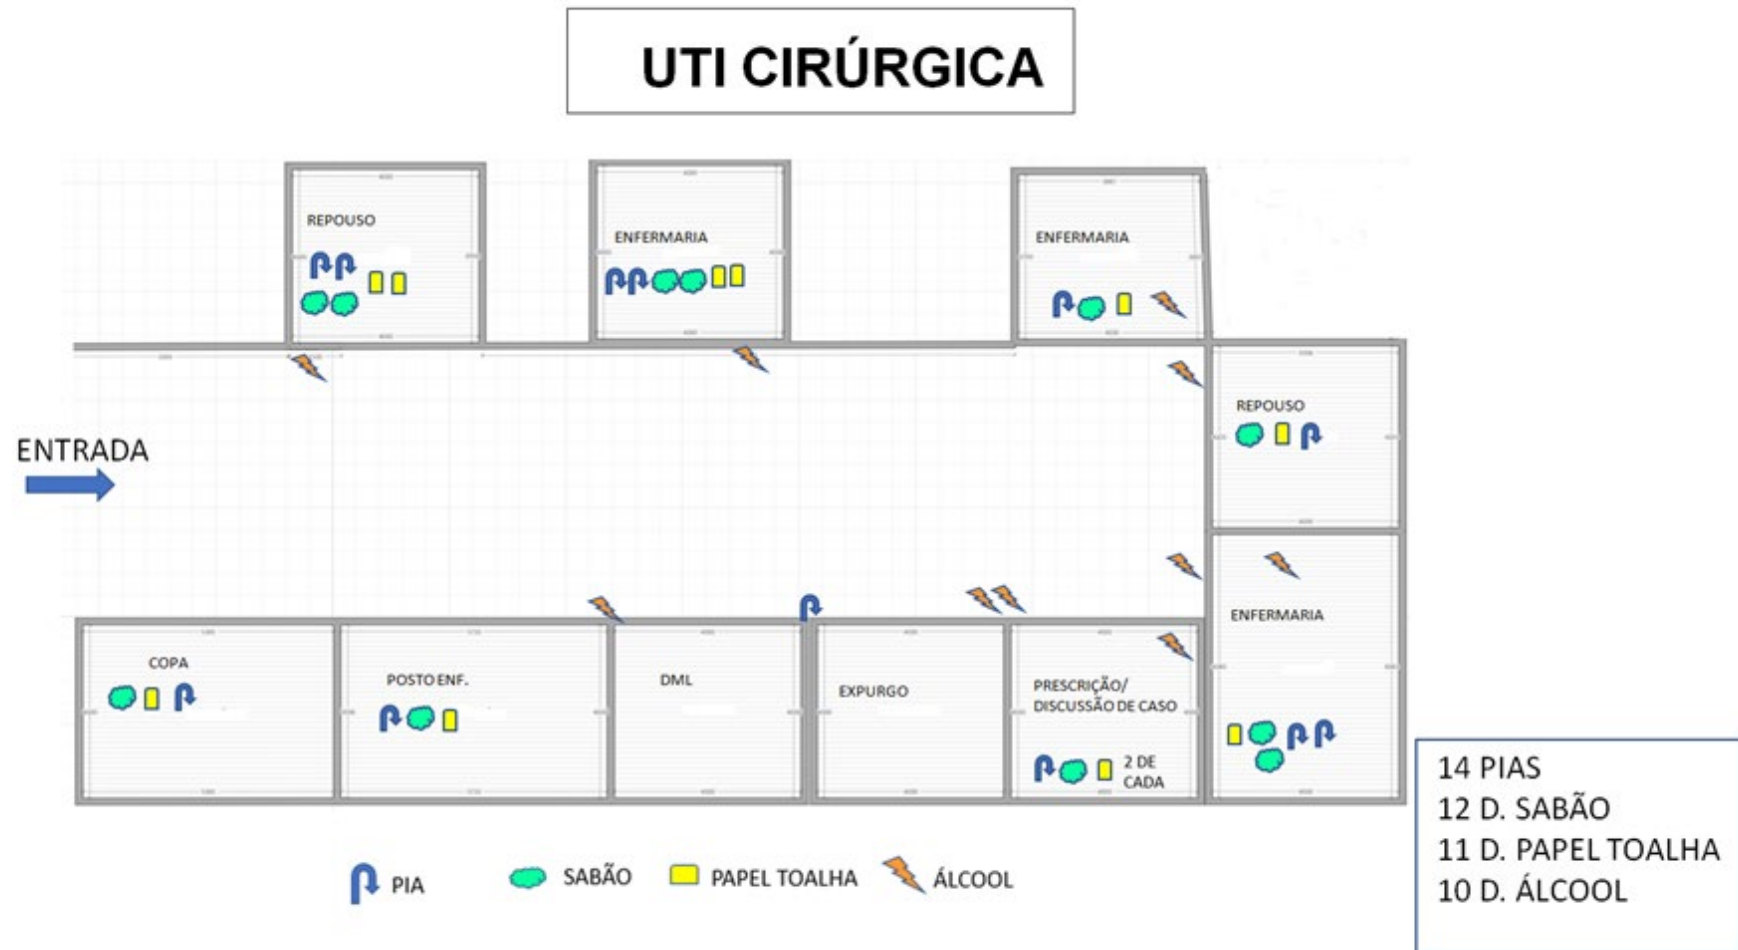 UTI CIRÚRGICA
REPOUSO
ENFERMARIA
ENFERMARIA
REPOUSO
ENTRADA
ENFERMARIA
COPA
POSTO ENF.
DML
EXPURGO
PRESCRIÇÃO/
DISCUSSÃO DE CASO
2 DE
CADA
14 PIAS
12 D. SABÃO
11 D. PAPEL TOALHA
10 D. ÁLCOOL
PIA
SABÃO
PAPEL TOALHA
ÁLCOOL